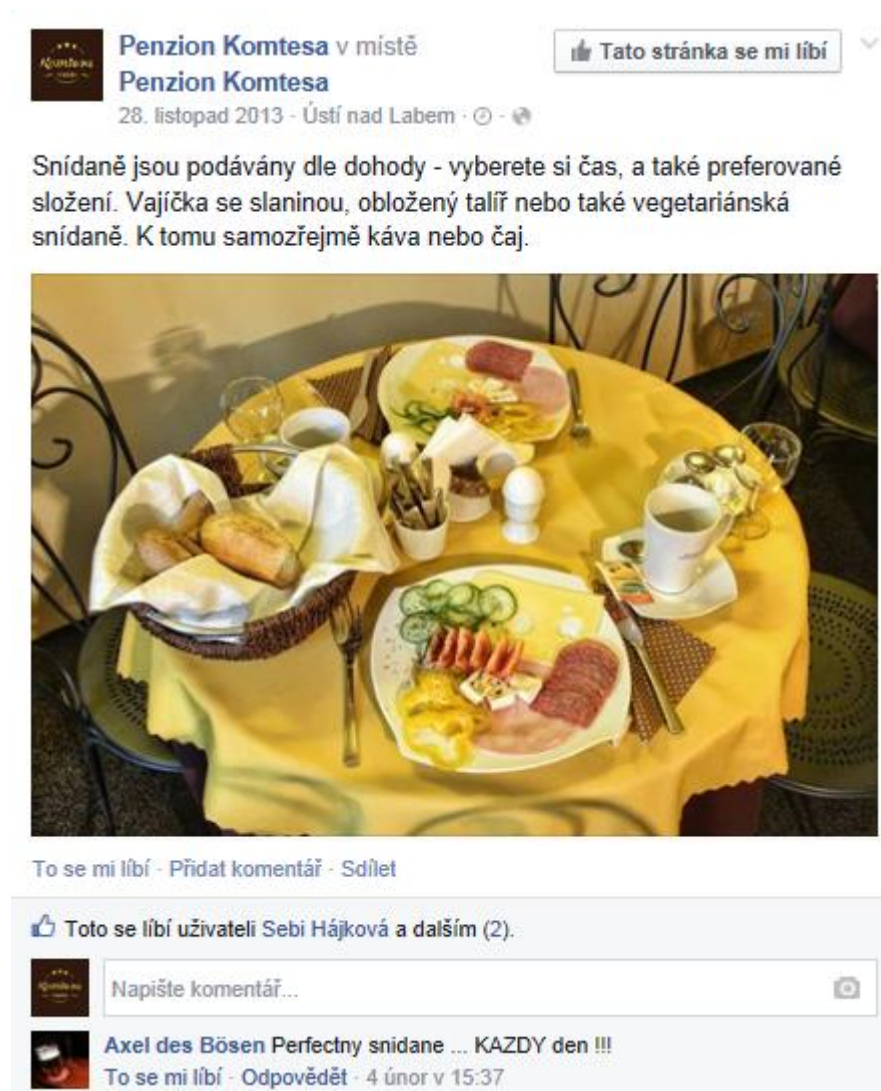 Penzion Komtesa v místě
Penzion Komtesa
Tato stránka se mi líbí
28. listopad 2013 · Ústí nad Labem ·
Snídaně jsou podávány dle dohody - vyberete si čas, a také preferované
složení. Vajíčka se slaninou, obložený talíř nebo také vegetariánská
snídaně. K tomu samozřejmě káva nebo čaj.
To se mi líbí · Přidat komentář · Sdílet
Toto se líbí uživateli Sebi Hájková a dalším (2).
Napište komentář...
Axel des Bösen Perfectny snidane ... KAZDY den !!!
To se mi líbí · Odpovědět · 4 únor v 15:37